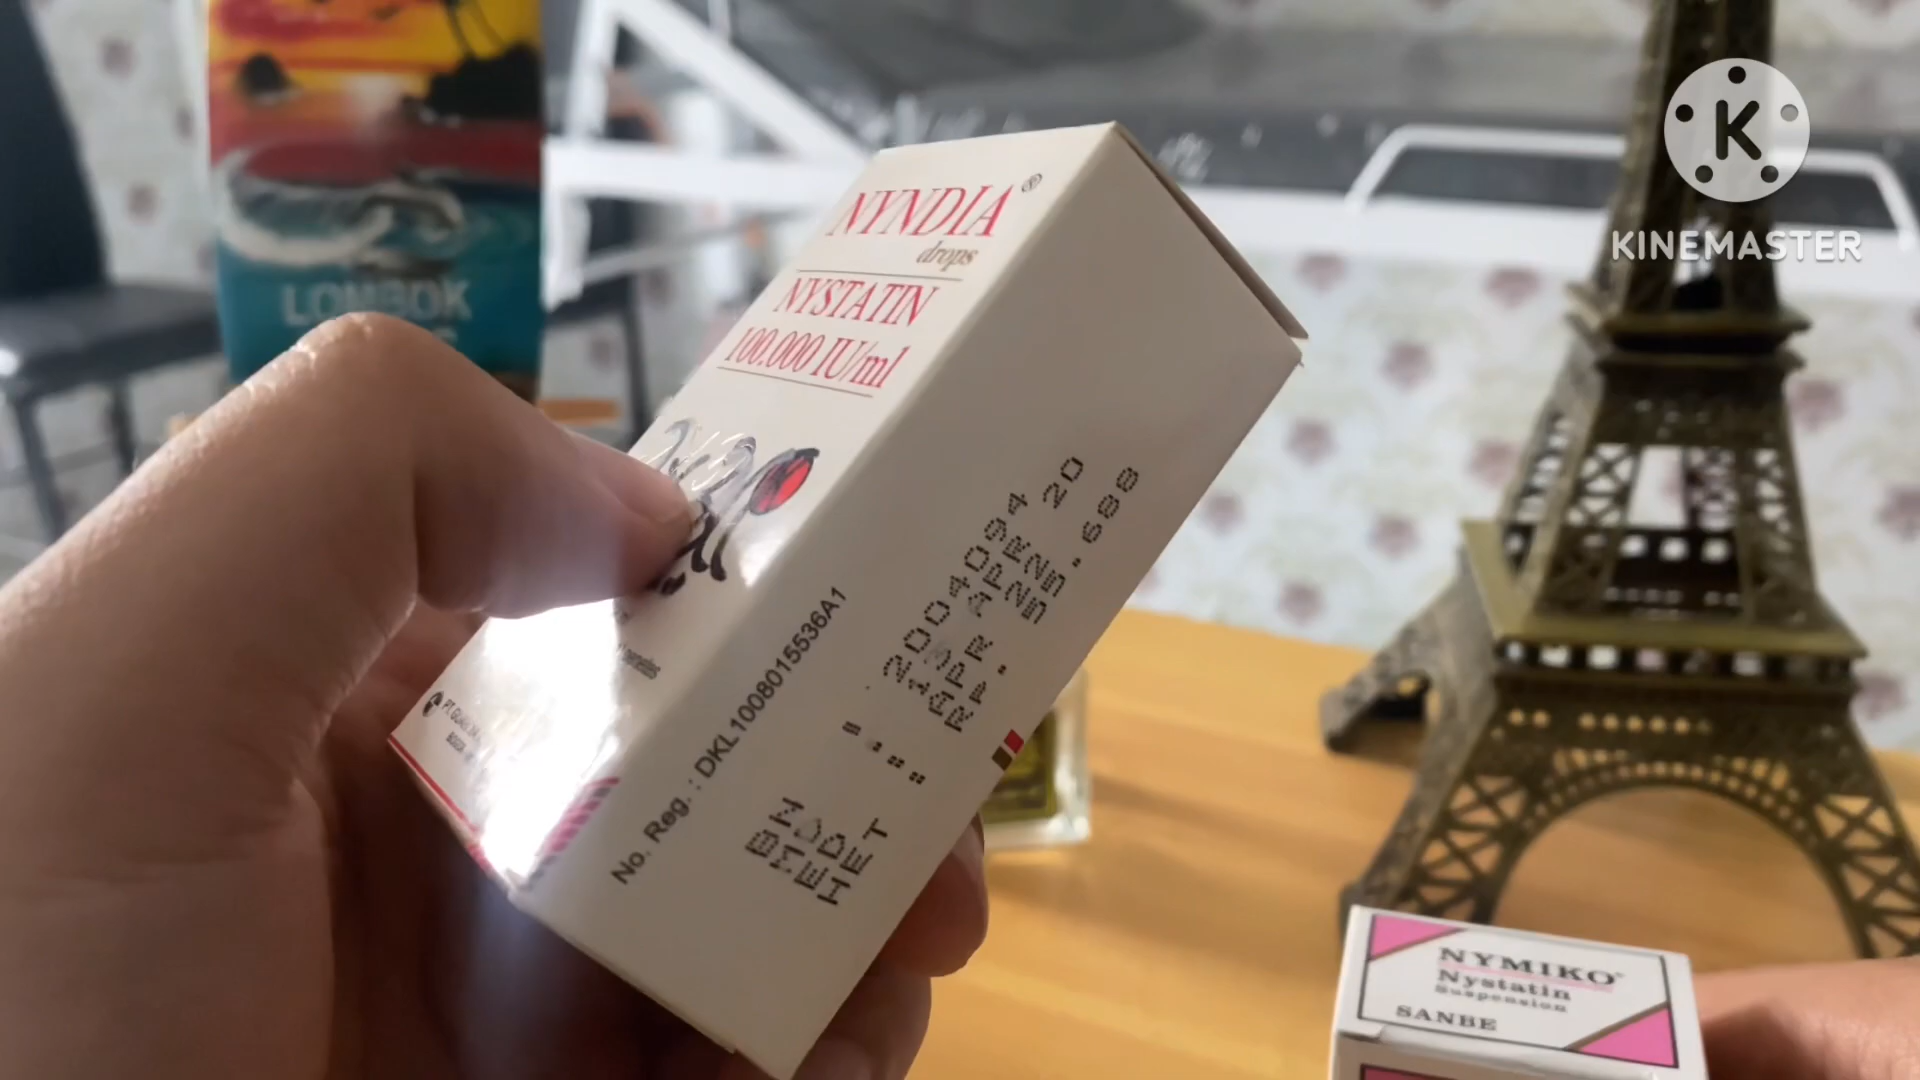 LOMBOK
KINEMASTER
NYNDIA®
drops
NYSTATIN
100.000 IU/ml
No. Reg. : DKL1008015536A1
BN : 2004094
MD : 13 APR 20
ED : APR 22
HET : RP. 55.688
NYMIKO
Nystatin
Suspension
SANBE